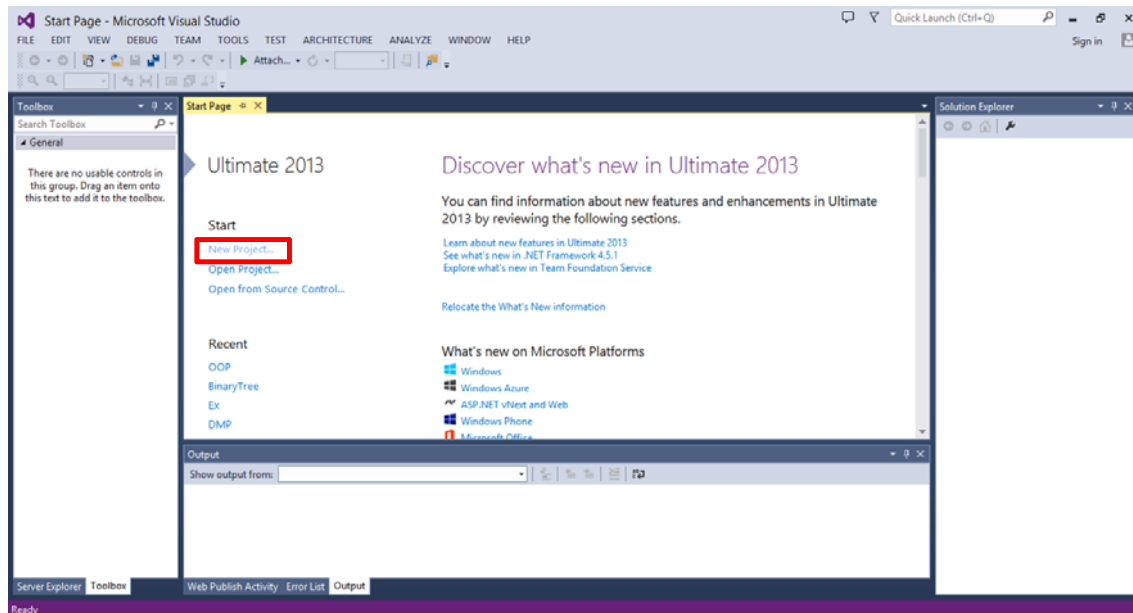 Start Page - Microsoft Visual Studio
Quick Launch (Ctrl+Q)
FILE EDIT VIEW DEBUG TEAM TOOLS TEST ARCHITECTURE ANALYZE WINDOW HELP
Sign in
Attach...
Toolbox
Search Toolbox
General
There are no usable controls in
this group. Drag an item onto
this text to add it to the toolbox.
Start Page
Ultimate 2013
Start
New Project...
Open Project...
Open from Source Control...
Recent
OOP
BinaryTree
Ex
DMP
Discover what's new in Ultimate 2013
You can find information about new features and enhancements in Ultimate
2013 by reviewing the following sections.
Learn about new features in Ultimate 2013
See what's new in .NET Framework 4.5.1
Explore what's new in Team Foundation Service
Relocate the What's New information
What's new on Microsoft Platforms
Windows
Windows Azure
ASP.NET vNext and Web
Windows Phone
Microsoft Office
Solution Explorer
Output
Show output from:
Server Explorer Toolbox
Web Publish Activity Error List Output
Ready